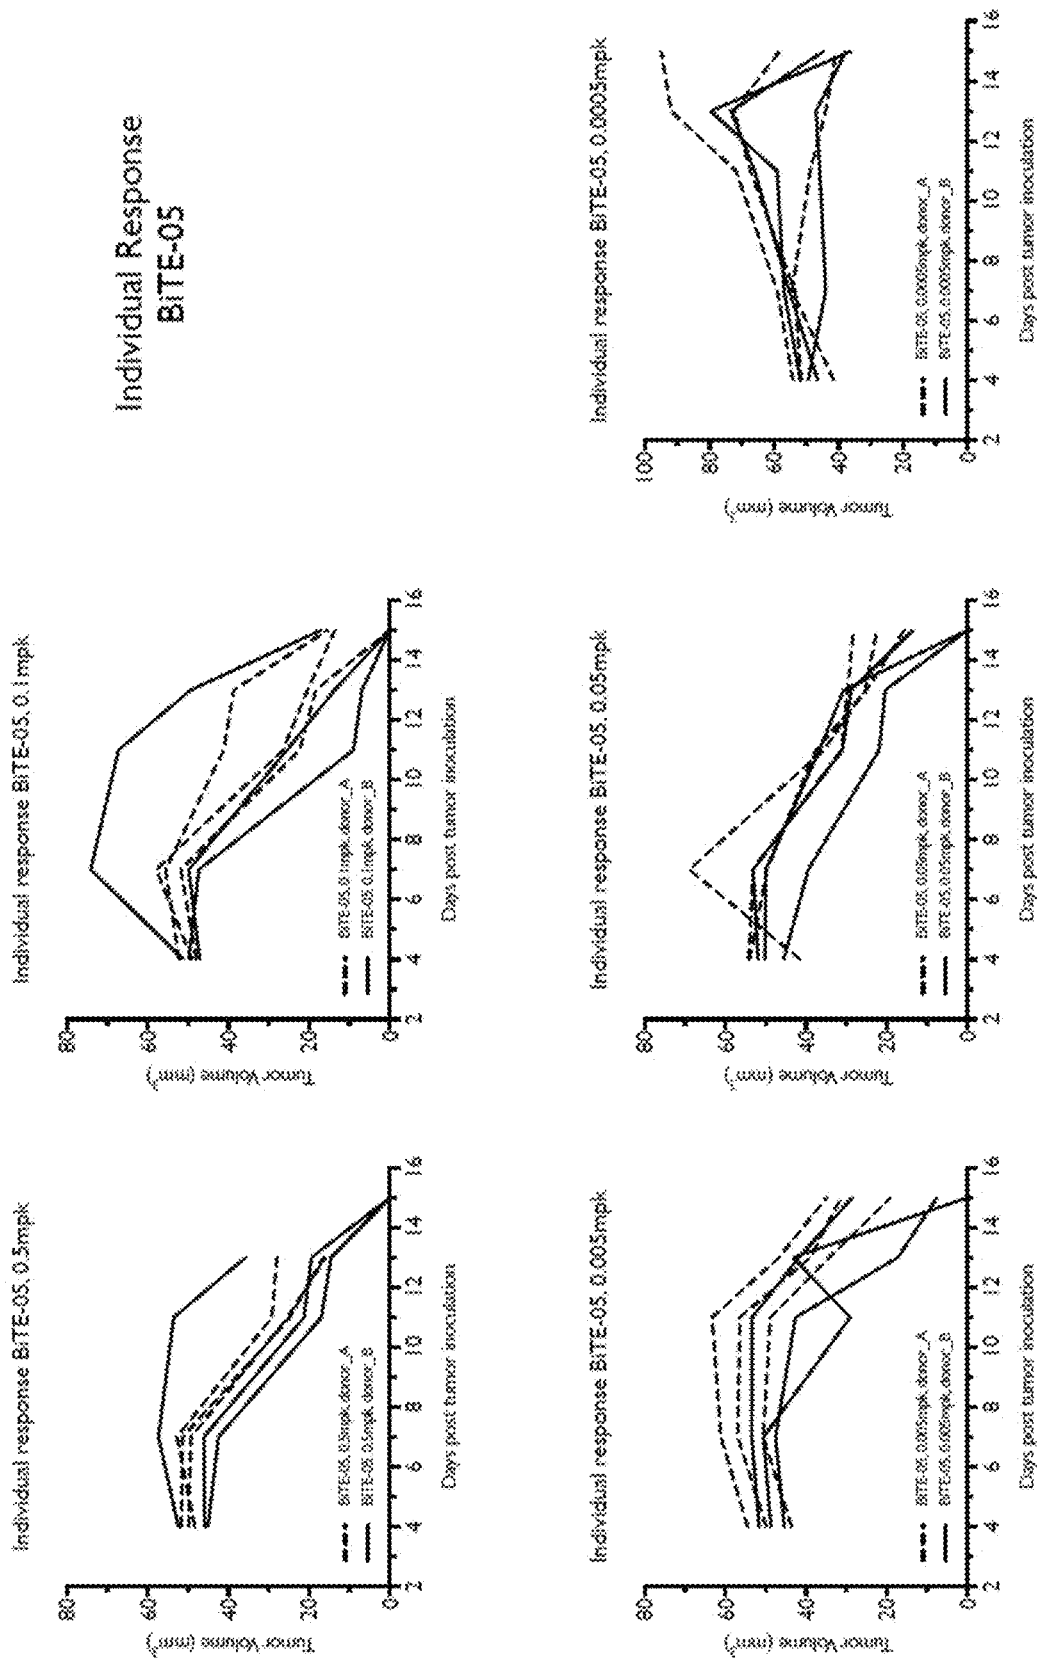 Individual Response
BiTE-05
Individual response BiTE-05, 0.5mpk
Tumor Volume (mm³)
80
60
40
20
0
BiTE-05, 0.5mpk, donor_A
BiTE-05, 0.5mpk, donor_B
2 4 6 8 10 12 14 16
Days post tumor inoculation
Individual response BiTE-05, 0.1mpk
Tumor Volume (mm³)
80
60
40
20
0
BiTE-05, 0.1mpk, donor_A
BiTE-05, 0.1mpk, donor_B
2 4 6 8 10 12 14 16
Days post tumor inoculation
Individual response BiTE-05, 0.005mpk
Tumor Volume (mm³)
80
60
40
20
0
BiTE-05, 0.005mpk, donor_A
BiTE-05, 0.005mpk, donor_B
2 4 6 8 10 12 14 16
Days post tumor inoculation
Individual response BiTE-05, 0.05mpk
Tumor Volume (mm³)
80
60
40
20
0
BiTE-05, 0.05mpk, donor_A
BiTE-05, 0.05mpk, donor_B
2 4 6 8 10 12 14 16
Days post tumor inoculation
Individual response BiTE-05, 0.0005mpk
Tumor Volume (mm³)
100
80
60
40
20
0
0.0005mpk, donor_A
0.0005mpk, donor_B
2 4 6 8 10 12 14 16
Days post tumor inoculation